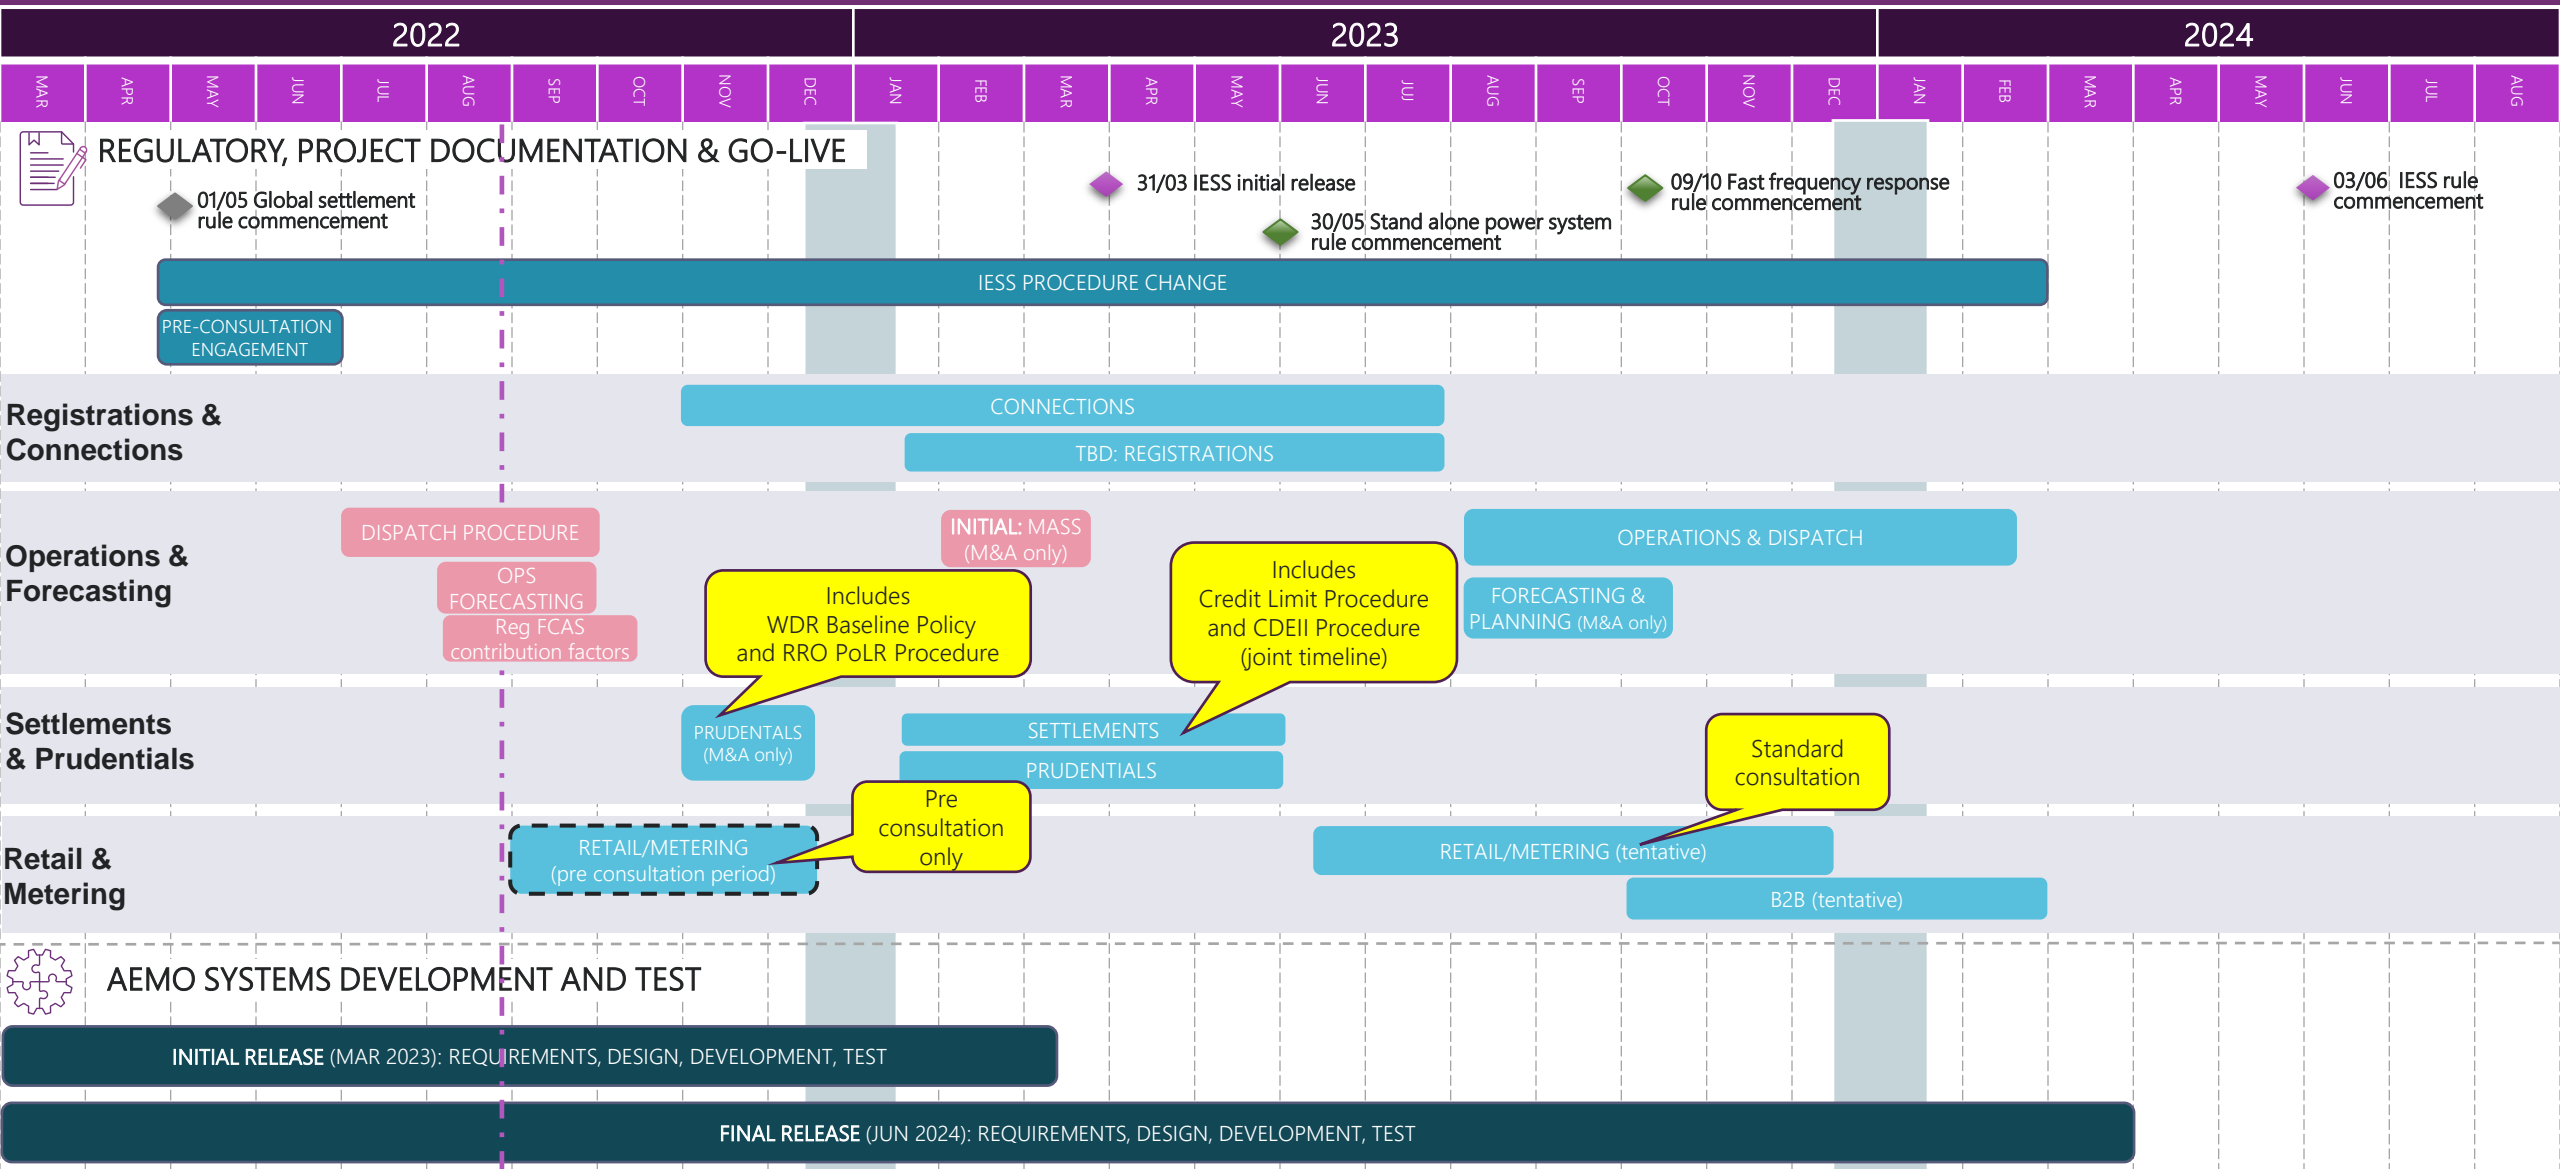 2022
2023
2024
MAR
APR
MAY
JUN
JUL
AUG
SEP
OCT
NOV
DEC
JAN
FEB
MAR
APR
MAY
JUN
JUJ
AUG
SEP
OCT
NOV
DEC
JAN
FEB
MAR
APR
MAY
JUN
JUL
AUG
REGULATORY, PROJECT DOCUMENTATION & GO-LIVE
01/05 Global settlement
rule commencement
31/03 IESS initial release
30/05 Stand alone power system
rule commencement
09/10 Fast frequency response
rule commencement
03/06 IESS rule
commencement
IESS PROCEDURE CHANGE
PRE-CONSULTATION
ENGAGEMENT
Registrations &
Connections
CONNECTIONS
TBD: REGISTRATIONS
Operations &
Forecasting
DISPATCH PROCEDURE
OPS
FORECASTING
Reg FCAS
contribution factors
INITIAL: MASS
(M&A only)
OPERATIONS & DISPATCH
FORECASTING &
PLANNING (M&A only)
Includes
WDR Baseline Policy
and RRO PoLR Procedure
Includes
Credit Limit Procedure
and CDEII Procedure
(joint timeline)
Settlements
& Prudentials
PRUDENTALS
(M&A only)
SETTLEMENTS
PRUDENTIALS
Standard
consultation
Pre
consultation
only
Retail &
Metering
RETAIL/METERING
(pre consultation period)
RETAIL/METERING (tentative)
B2B (tentative)
AEMO SYSTEMS DEVELOPMENT AND TEST
INITIAL RELEASE (MAR 2023): REQUIREMENTS, DESIGN, DEVELOPMENT, TEST
FINAL RELEASE (JUN 2024): REQUIREMENTS, DESIGN, DEVELOPMENT, TEST